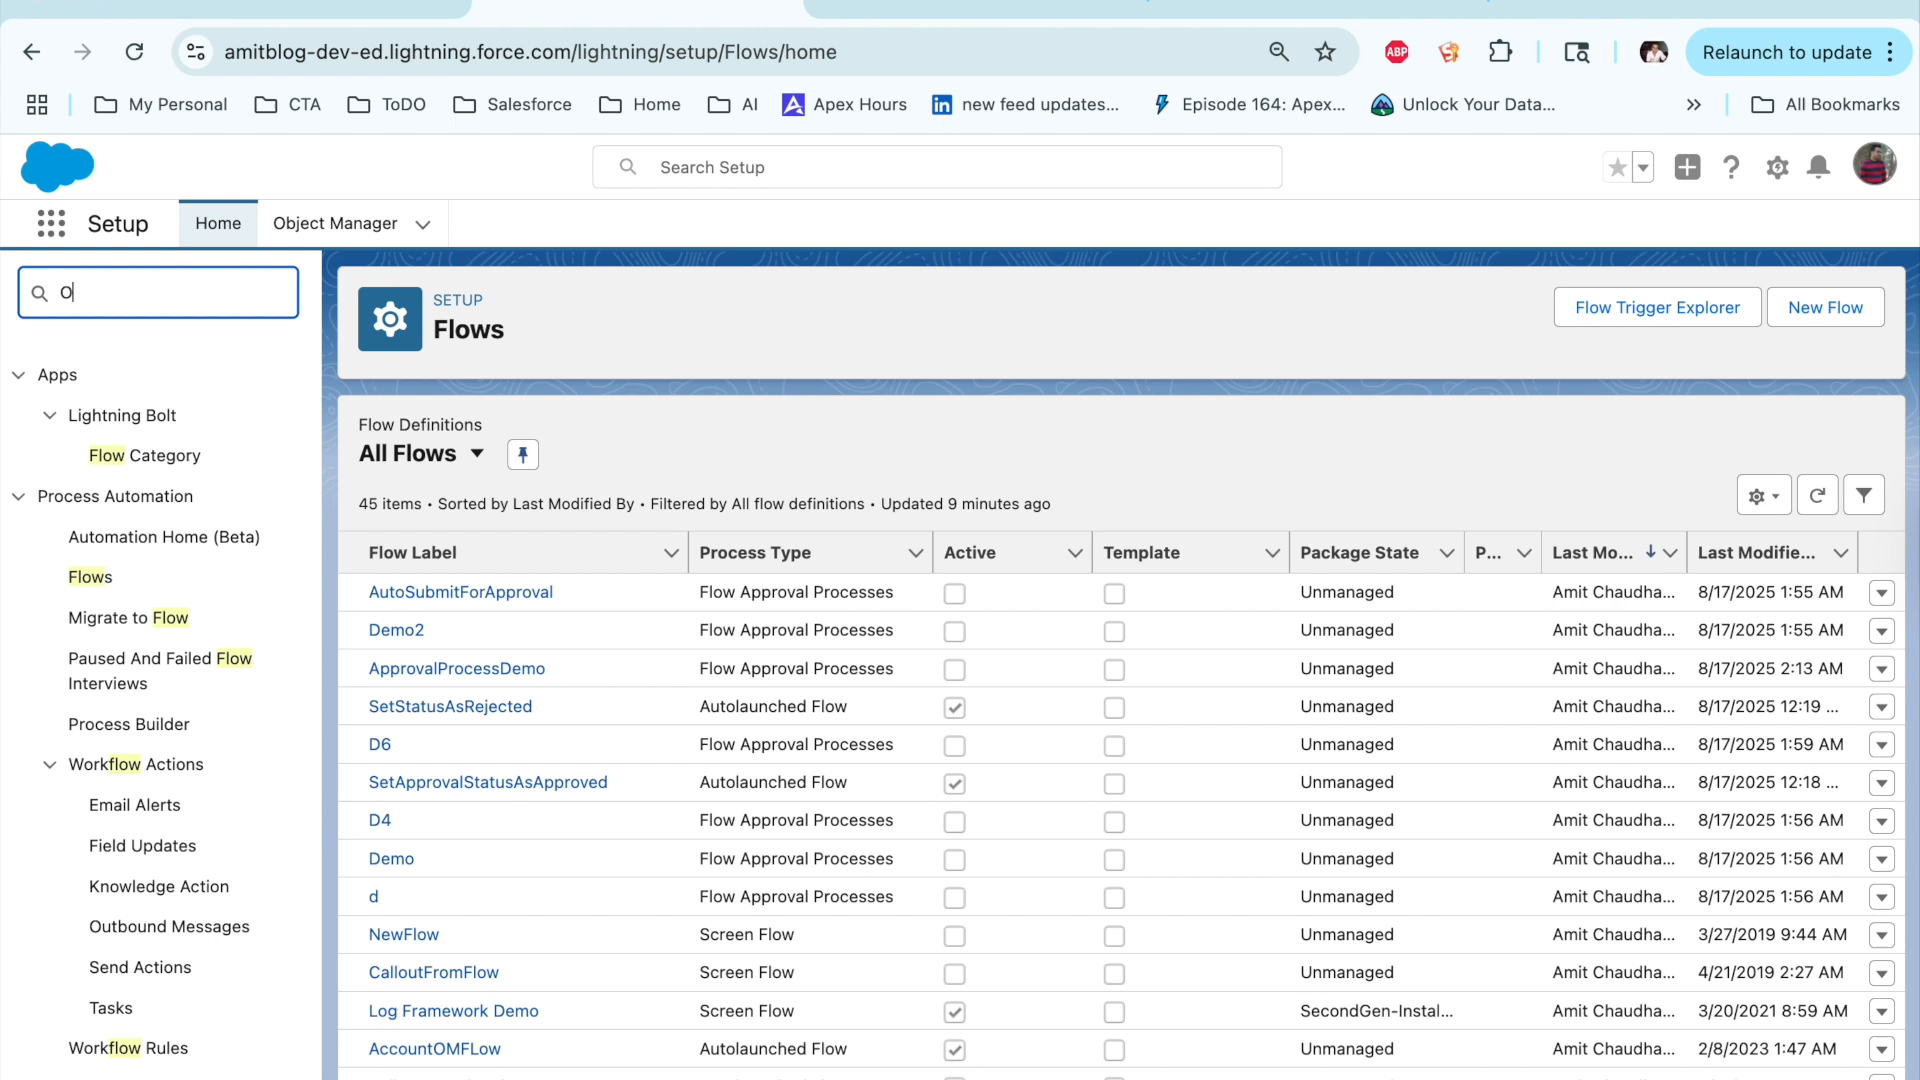 amitblog-dev-ed.lightning.force.com/lightning/setup/Flows/home
ABP
Relaunch to update
My Personal
CTA
ToDO
Salesforce
Home
AI
Apex Hours
new feed updates...
Episode 164: Apex...
Unlock Your Data...
All Bookmarks
Search Setup
Setup
Home
Object Manager
O
Apps
Lightning Bolt
Flow Category
Process Automation
Automation Home (Beta)
Flows
Migrate to Flow
Paused And Failed Flow
Interviews
Process Builder
Workflow Actions
Email Alerts
Field Updates
Knowledge Action
Outbound Messages
Send Actions
Tasks
Workflow Rules
SETUP
Flows
Flow Trigger Explorer
New Flow
Flow Definitions
All Flows
45 items • Sorted by Last Modified By • Filtered by All flow definitions • Updated 9 minutes ago
Flow Label Process Type Active Template Package State P... Last Mo... Last Modifie...
AutoSubmitForApproval Flow Approval Processes Unmanaged Amit Chaudha... 8/17/2025 1:55 AM
Demo2 Flow Approval Processes Unmanaged Amit Chaudha... 8/17/2025 1:55 AM
ApprovalProcessDemo Flow Approval Processes Unmanaged Amit Chaudha... 8/17/2025 2:13 AM
SetStatusAsRejected Autolaunched Flow Unmanaged Amit Chaudha... 8/17/2025 12:19 ...
D6 Flow Approval Processes Unmanaged Amit Chaudha... 8/17/2025 1:59 AM
SetApprovalStatusAsApproved Autolaunched Flow Unmanaged Amit Chaudha... 8/17/2025 12:18 ...
D4 Flow Approval Processes Unmanaged Amit Chaudha... 8/17/2025 1:56 AM
Demo Flow Approval Processes Unmanaged Amit Chaudha... 8/17/2025 1:56 AM
d Flow Approval Processes Unmanaged Amit Chaudha... 8/17/2025 1:56 AM
NewFlow Screen Flow Unmanaged Amit Chaudha... 3/27/2019 9:44 AM
CalloutFromFlow Screen Flow Unmanaged Amit Chaudha... 4/21/2019 2:27 AM
Log Framework Demo Screen Flow SecondGen-Instal... Amit Chaudha... 3/20/2021 8:59 AM
AccountOMFLow Autolaunched Flow Unmanaged Amit Chaudha... 2/8/2023 1:47 AM